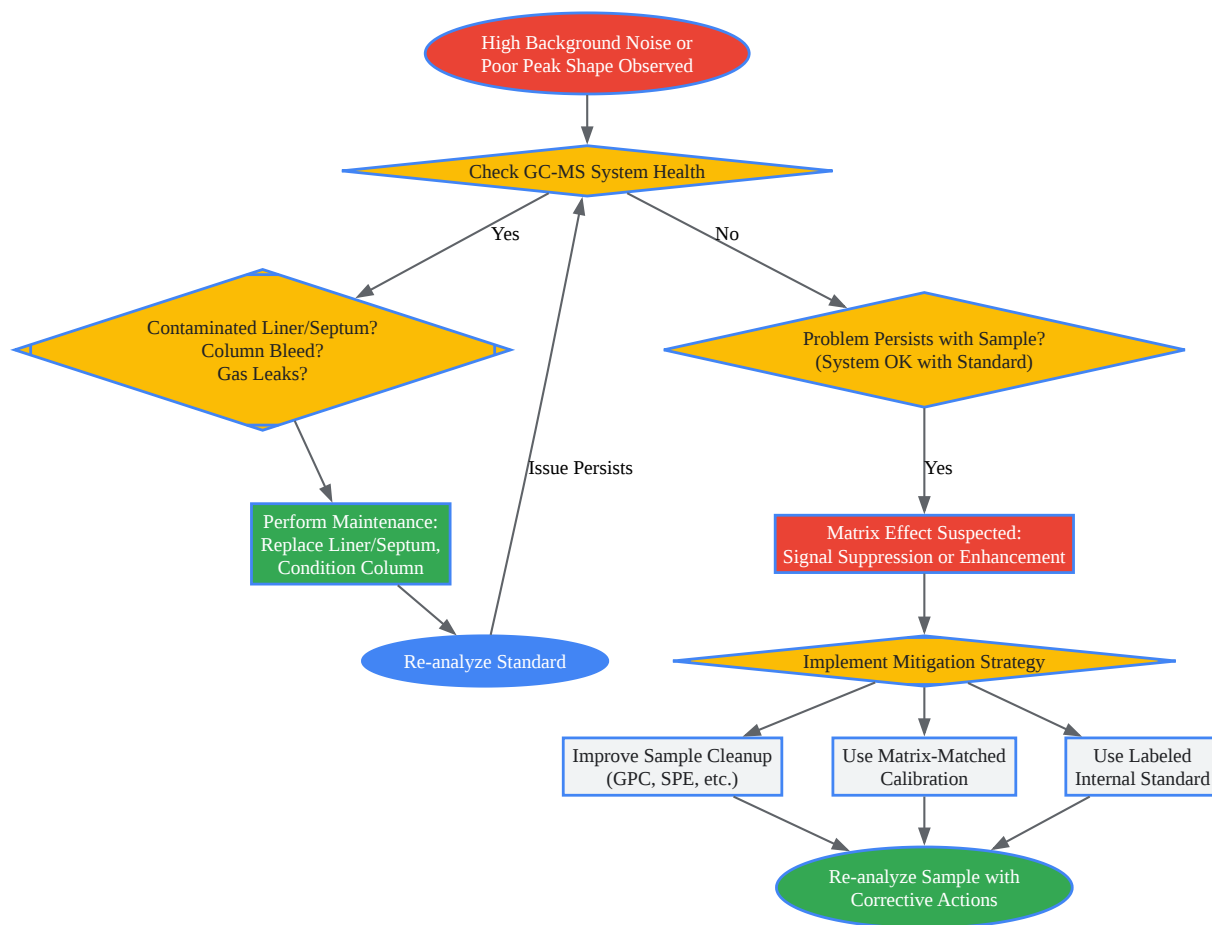 High Background Noise or
Poor Peak Shape Observed
Check GC-MS System Health
Yes
No
Contaminated Liner/Septum?
Column Bleed?
Gas Leaks?
Problem Persists with Sample?
(System OK with Standard)
Issue Persists
Yes
Perform Maintenance:
Replace Liner/Septum,
Condition Column
Matrix Effect Suspected:
Signal Suppression or Enhancement
Re-analyze Standard
Implement Mitigation Strategy
Improve Sample Cleanup
(GPC, SPE, etc.)
Use Matrix-Matched
Calibration
Use Labeled
Internal Standard
Re-analyze Sample with
Corrective Actions